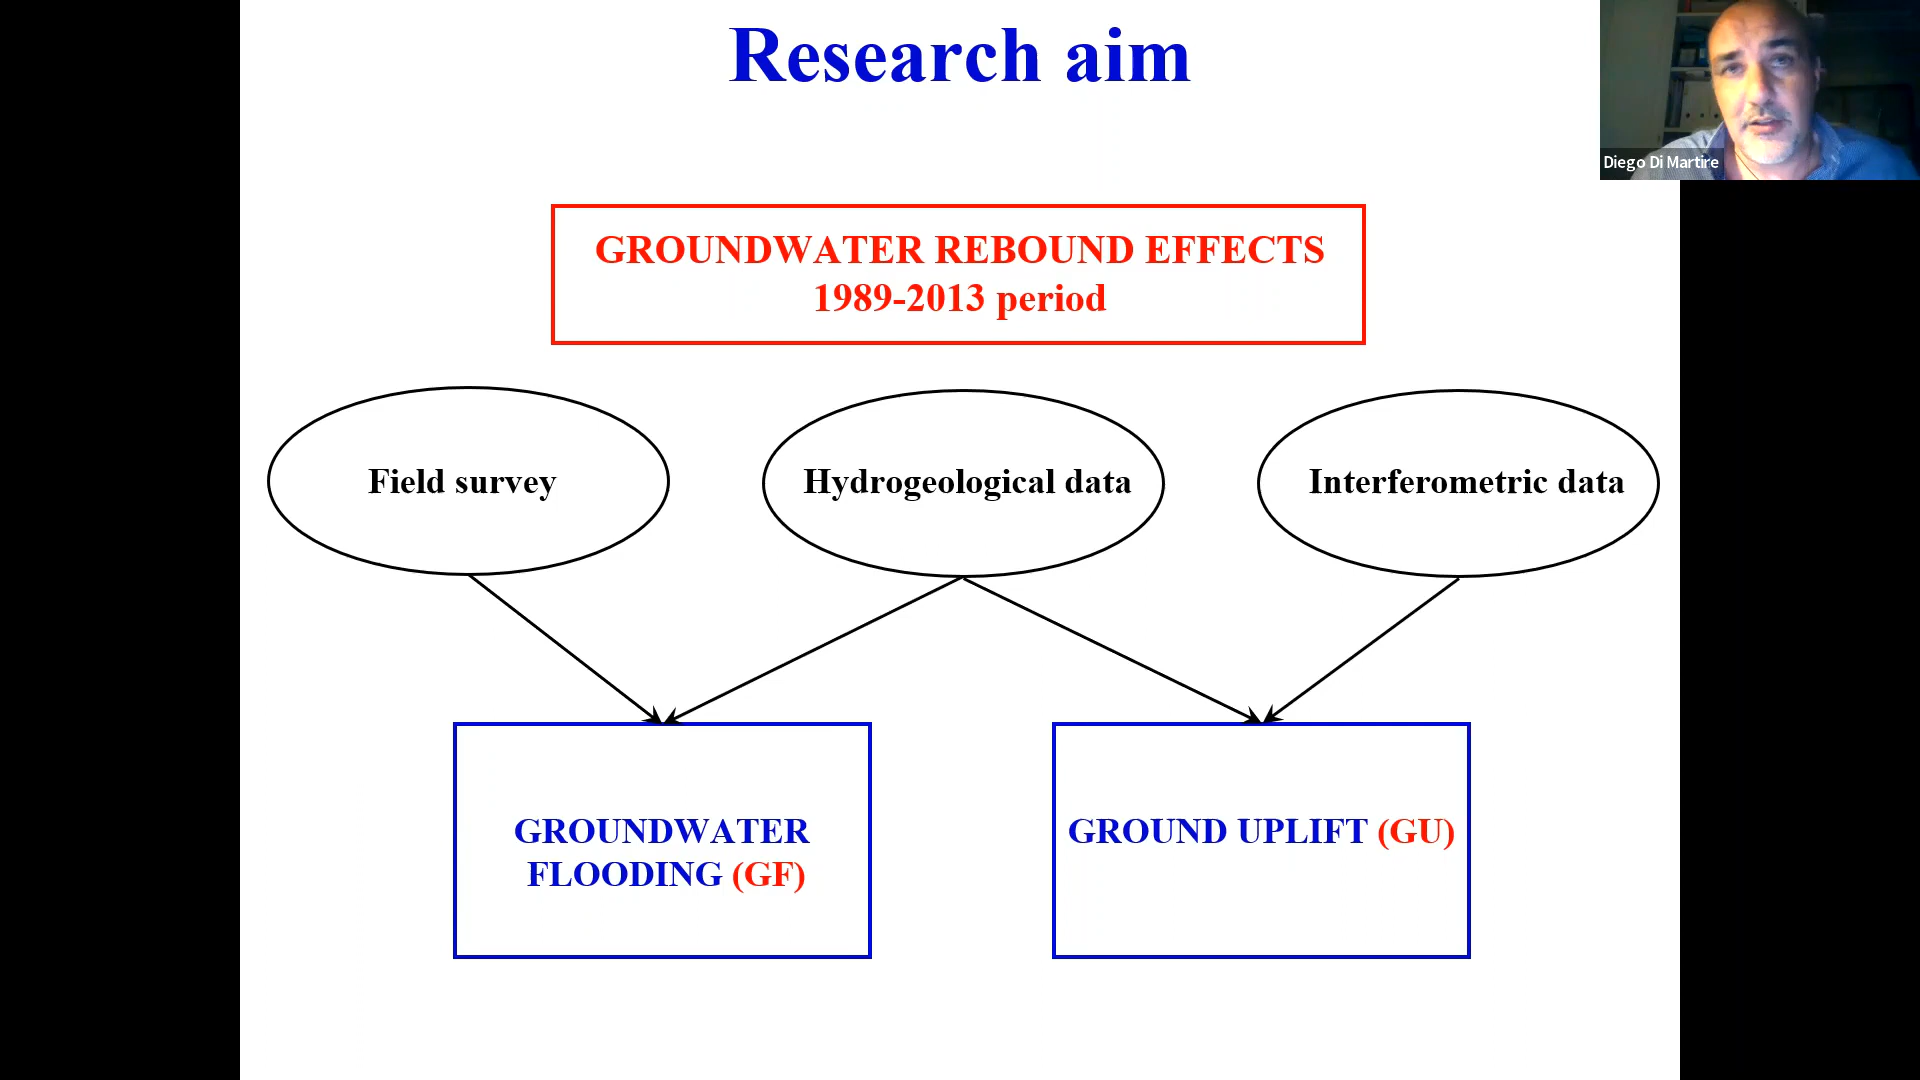 Research aim
Diego Di Martire
GROUNDWATER REBOUND EFFECTS
1989-2013 period
Field survey
Hydrogeological data
Interferometric data
GROUNDWATER
FLOODING (GF)
GROUND UPLIFT (GU)